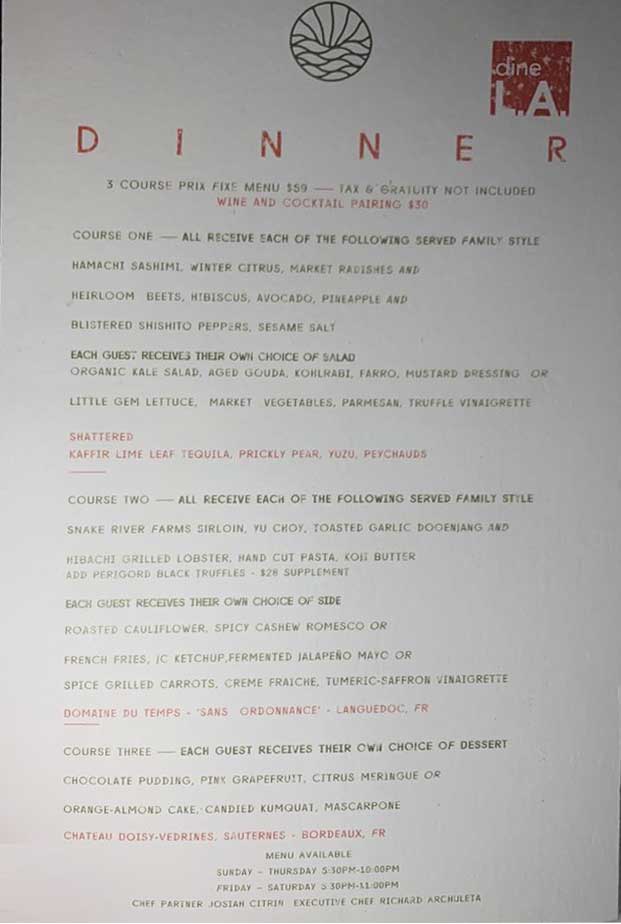 dine
L.A.
DINNER
3 COURSE PRIX FIXE MENU $59 — TAX & GRATUITY NOT INCLUDED
WINE AND COCKTAIL PAIRING $30
COURSE ONE — ALL RECEIVE EACH OF THE FOLLOWING SERVED FAMILY STYLE
HAMACHI SASHIMI, WINTER CITRUS, MARKET RADISHES AND
HEIRLOOM BEETS, HIBISCUS, AVOCADO, PINEAPPLE AND
BLISTERED SHISHITO PEPPERS, SESAME SALT
EACH GUEST RECEIVES THEIR OWN CHOICE OF SALAD
ORGANIC KALE SALAD, AGED GOUDA, KOHLRABI, FARRO, MUSTARD DRESSING OR
LITTLE GEM LETTUCE, MARKET VEGETABLES, PARMESAN, TRUFFLE VINAIGRETTE
SHATTERED
KAFFIR LIME LEAF TEQUILA, PRICKLY PEAR, YUZU, PEYCHAUDS
COURSE TWO — ALL RECEIVE EACH OF THE FOLLOWING SERVED FAMILY STYLE
SNAKE RIVER FARMS SIRLOIN, YU CHOY, TOASTED GARLIC DOOENJANG AND
HIBACHI GRILLED LOBSTER, HAND CUT PASTA, KOJI BUTTER
ADD PERIGORD BLACK TRUFFLES - $28 SUPPLEMENT
EACH GUEST RECEIVES THEIR OWN CHOICE OF SIDE
ROASTED CAULIFLOWER, SPICY CASHEW ROMESCO OR
FRENCH FRIES, JC KETCHUP,FERMENTED JALAPEÑO MAYO OR
SPICE GRILLED CARROTS, CREME FRAICHE, TUMERIC-SAFFRON VINAIGRETTE
DOMAINE DU TEMPS - 'SANS ORDONNANCE' - LANGUEDOC, FR
COURSE THREE — EACH GUEST RECEIVES THEIR OWN CHOICE OF DESSERT
CHOCOLATE PUDDING, PINK GRAPEFRUIT, CITRUS MERINGUE OR
ORANGE-ALMOND CAKE, CANDIED KUMQUAT, MASCARPONE
CHATEAU DOISY-VEDRINES, SAUTERNES - BORDEAUX, FR
MENU AVAILABLE
SUNDAY - THURSDAY 5:30PM-10:00PM
FRIDAY - SATURDAY 5:30PM-11:00PM
CHEF PARTNER JOSIAH CITRIN EXECUTIVE CHEF RICHARD ARCHULETA